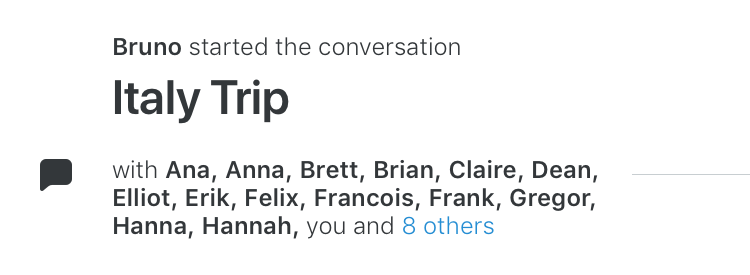 Bruno started the conversation
Italy Trip
with Ana, Anna, Brett, Brian, Claire, Dean,
Elliot, Erik, Felix, Francois, Frank, Gregor,
Hanna, Hannah, you and 8 others